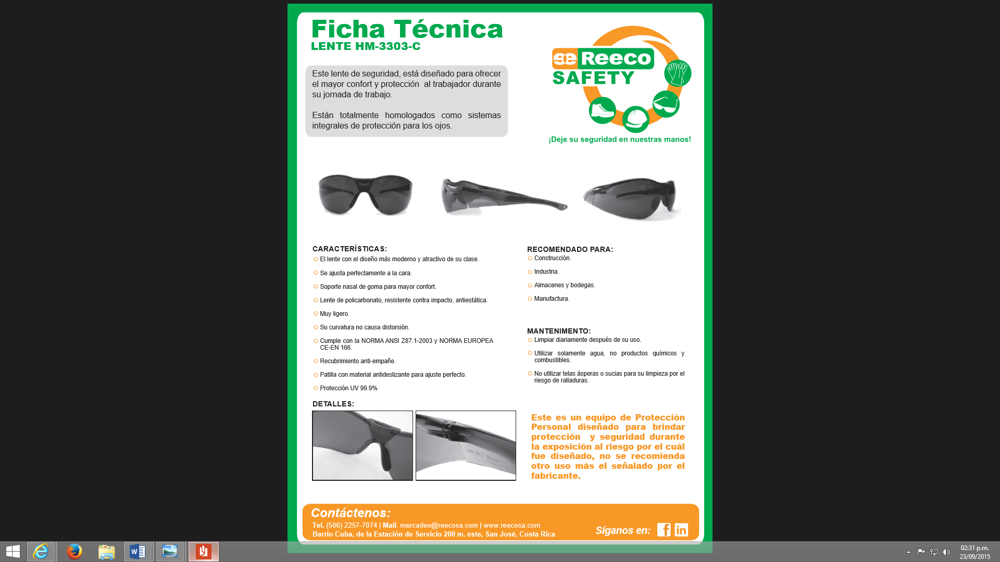 Ficha Técnica
LENTE HM-3303-C
Este lente de seguridad, está diseñado para ofrecer
el mayor confort y protección al trabajador durante
su jornada de trabajo.
Están totalmente homologados como sistemas
integrales de protección para los ojos.
ee Reeco
SAFETY
¡Deje su seguridad en nuestras manos!
CARACTERÍSTICAS:
El lente con el diseño más moderno y atractivo de su clase.
Se ajusta perfectamente a la cara.
Soporte nasal de goma para mayor confort.
Lente de policarbonato, resistente contra impacto, antiestática.
Muy ligero.
Su curvatura no causa distorsión.
Cumple con la NORMA ANSI Z87.1-2003 y NORMA EUROPEA
CE-EN 166.
Recubrimiento anti-empañe.
Patilla con material antideslizante para ajuste perfecto.
Protección UV 99.9%
RECOMENDADO PARA:
Construcción.
Industria.
Almacenes y bodegas.
Manufactura.
MANTENIMENTO:
Limpiar diariamente después de su uso.
Utilizar solamente agua, no productos químicos y
combustibles.
No utilizar telas ásperas o sucias para su limpieza por el
riesgo de ralladuras.
DETALLES:
TAIWAN
Este es un equipo de Protección
Personal diseñado para brindar
protección y seguridad durante
la exposición al riesgo por el cuál
fue diseñado, no se recomienda
otro uso más el señalado por el
fabricante.
Contáctenos:
Tel. (506) 2257-7074 | Mail. mercadeo@reecosa.com | www.reecosa.com
Barrio Cuba, de la Estación de Servicio 200 m. este, San José, Costa Rica
Síganos en: f in
02:31 p.m.
23/09/2015